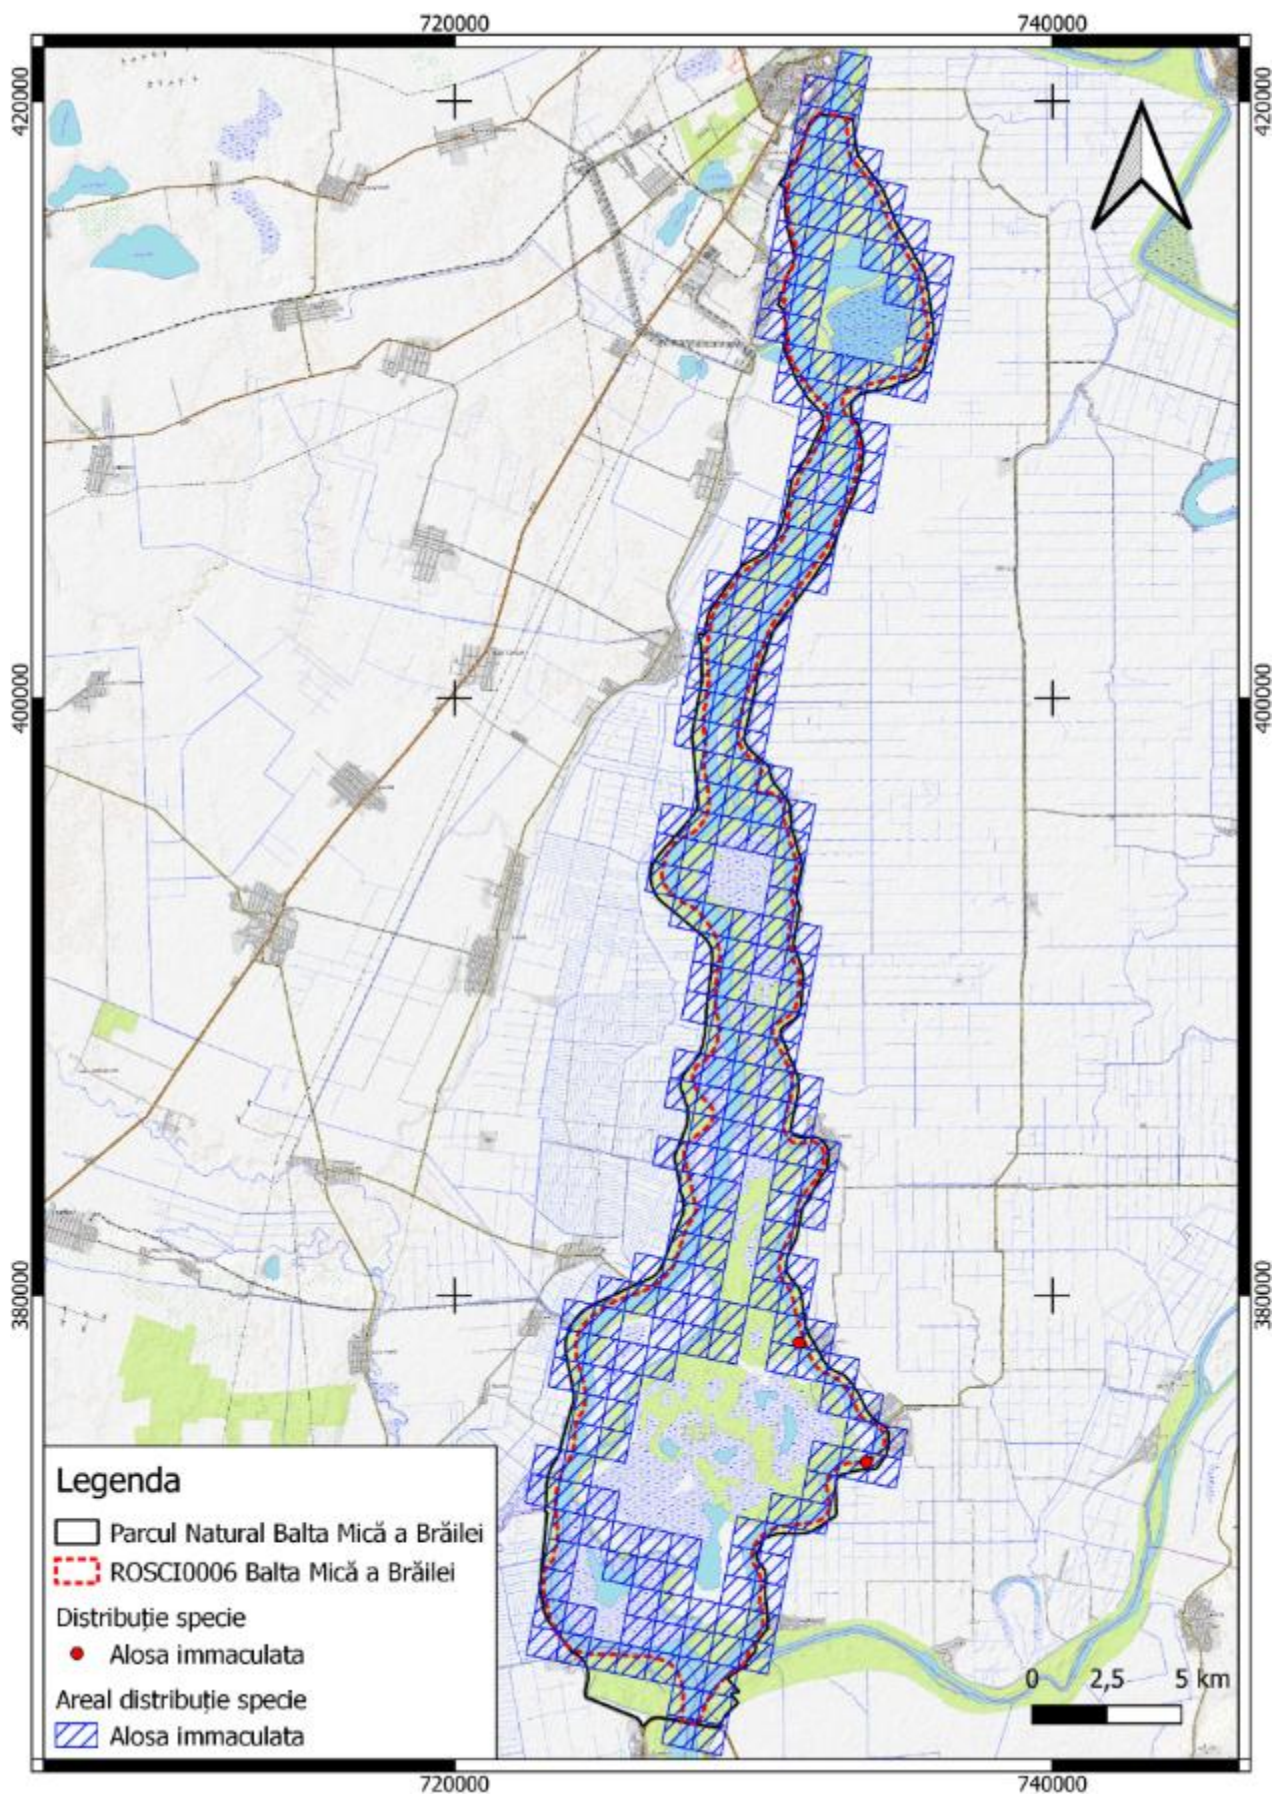 720000 740000
420000 420000
400000 400000
380000 380000
Legenda
Parcul Natural Balta Mică a Brăilei
ROSCI0006 Balta Mică a Brăilei
Distribuție specie
Alosa immaculata
Areal distribuție specie
Alosa immaculata
0 2,5 5 km
720000 740000